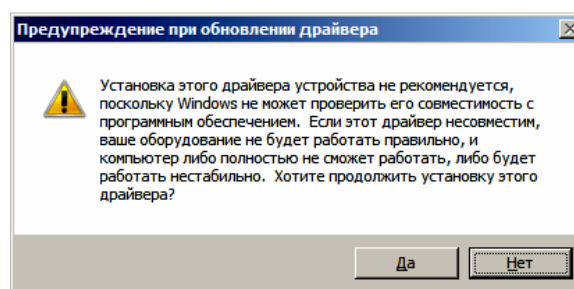 Предупреждение при обновлении драйвера
Установка этого драйвера устройства не рекомендуется,
поскольку Windows не может проверить его совместимость с
программным обеспечением. Если этот драйвер несовместим,
ваше оборудование не будет работать правильно, и
компьютер либо полностью не сможет работать, либо будет
работать нестабильно. Хотите продолжить установку этого
драйвера?
Да
Нет